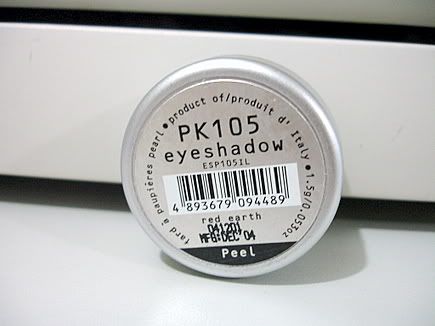 fard à paupières pearl • product of/produit d' Italy • 1.5g/0.053oz
PK105
eyeshadow
ESP105IL
4 893679 094489
red earth
041201
MFG:DEC 04
Peel